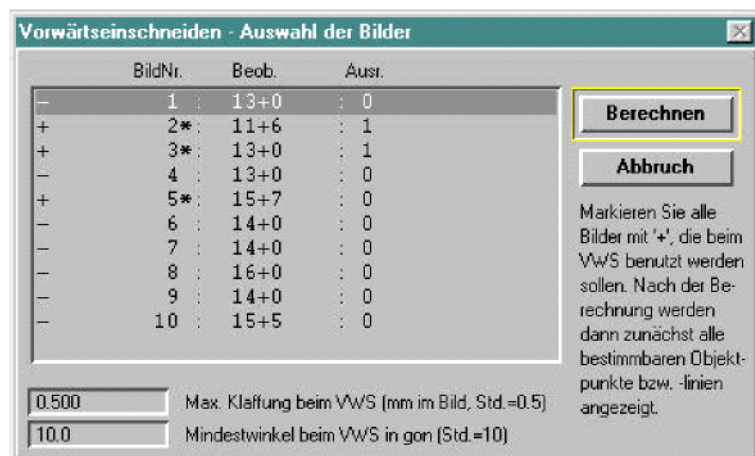 Vorwärtseinschneiden - Auswahl der Bilder
BildNr. Beob. Ausr.
- 1 : 13+0 : 0
+ 2*: 11+6 : 1
+ 3*: 13+0 : 1
- 4 : 13+0 : 0
+ 5*: 15+7 : 0
- 6 : 14+0 : 0
- 7 : 14+0 : 0
- 8 : 16+0 : 0
- 9 : 14+0 : 0
- 10 : 15+5 : 0
Berechnen
Abbruch
Markieren Sie alle
Bilder mit '+', die beim
VWS benutzt werden
sollen. Nach der Be-
rechnung werden
dann zunächst alle
bestimmbaren Objekt-
punkte bzw. -linien
angezeigt.
0.500 Max. Klaffung beim VWS (mm im Bild, Std.=0.5)
10.0 Mindestwinkel beim VWS in gon (Std.=10)